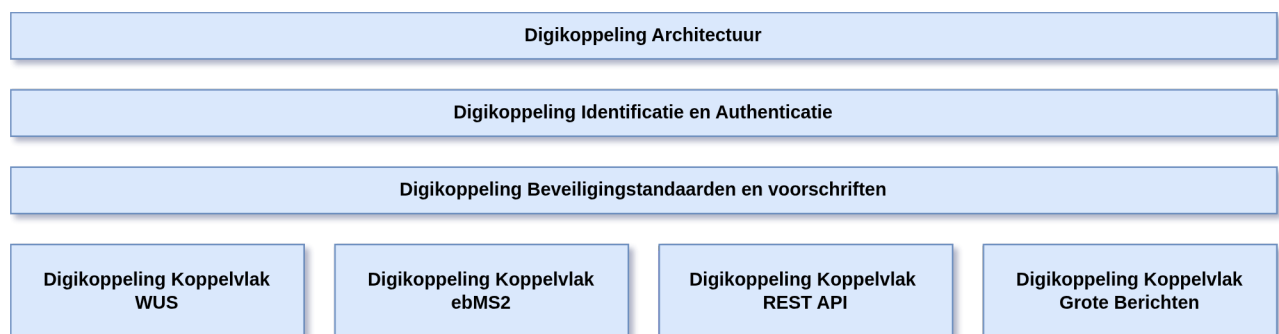 Digikoppeling Architectuur
Digikoppeling Identificatie en Authenticatie
Digikoppeling Beveiligingstandaarden en voorschriften
Digikoppeling Koppelvlak
WUS
Digikoppeling Koppelvlak
ebMS2
Digikoppeling Koppelvlak
REST API
Digikoppeling Koppelvlak
Grote Berichten